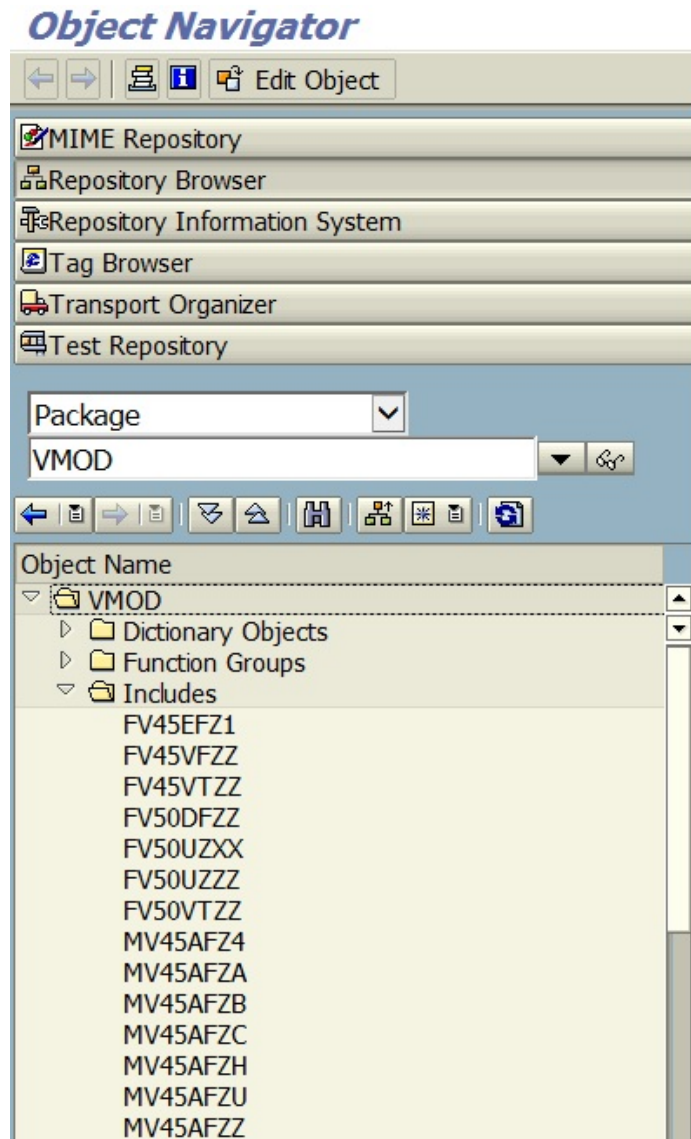 Object Navigator
Edit Object
MIME Repository
Repository Browser
Repository Information System
Tag Browser
Transport Organizer
Test Repository
Package
VMOD
Object Name
VMOD
Dictionary Objects
Function Groups
Includes
FV45EFZ1
FV45VFZZ
FV45VTZZ
FV50DFZZ
FV50UZXX
FV50UZZZ
FV50VTZZ
MV45AFZ4
MV45AFZA
MV45AFZB
MV45AFZC
MV45AFZH
MV45AFZU
MV45AFZZ